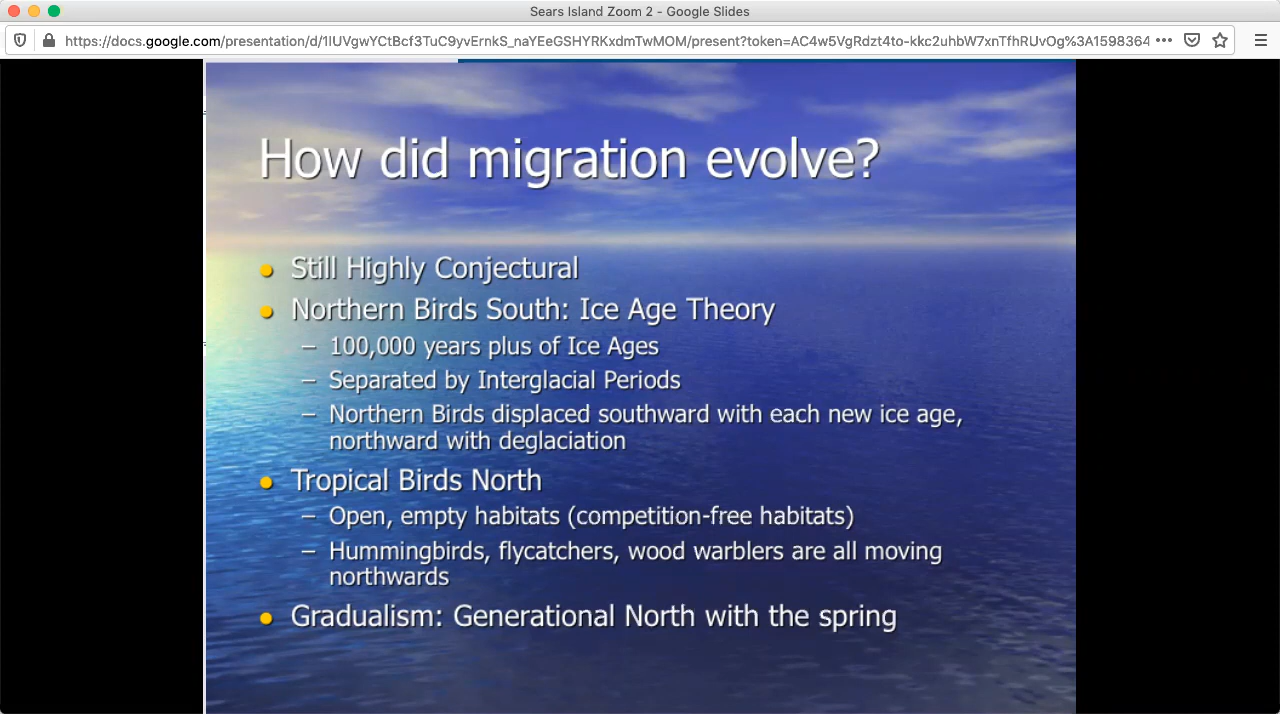 Sears Island Zoom 2 - Google Slides
https://docs.google.com/presentation/d/1IUVgwYCtBcf3TuC9yvErnkS_naYEeGSHYRKxdmTwMOM/present?token=AC4w5VgRdzt4to-kkc2uhbW7xnTfhRUvOg%3A1598364
How did migration evolve?
Still Highly Conjectural
Northern Birds South: Ice Age Theory
– 100,000 years plus of Ice Ages
– Separated by Interglacial Periods
– Northern Birds displaced southward with each new ice age,
northward with deglaciation
Tropical Birds North
– Open, empty habitats (competition-free habitats)
– Hummingbirds, flycatchers, wood warblers are all moving
northwards
Gradualism: Generational North with the spring